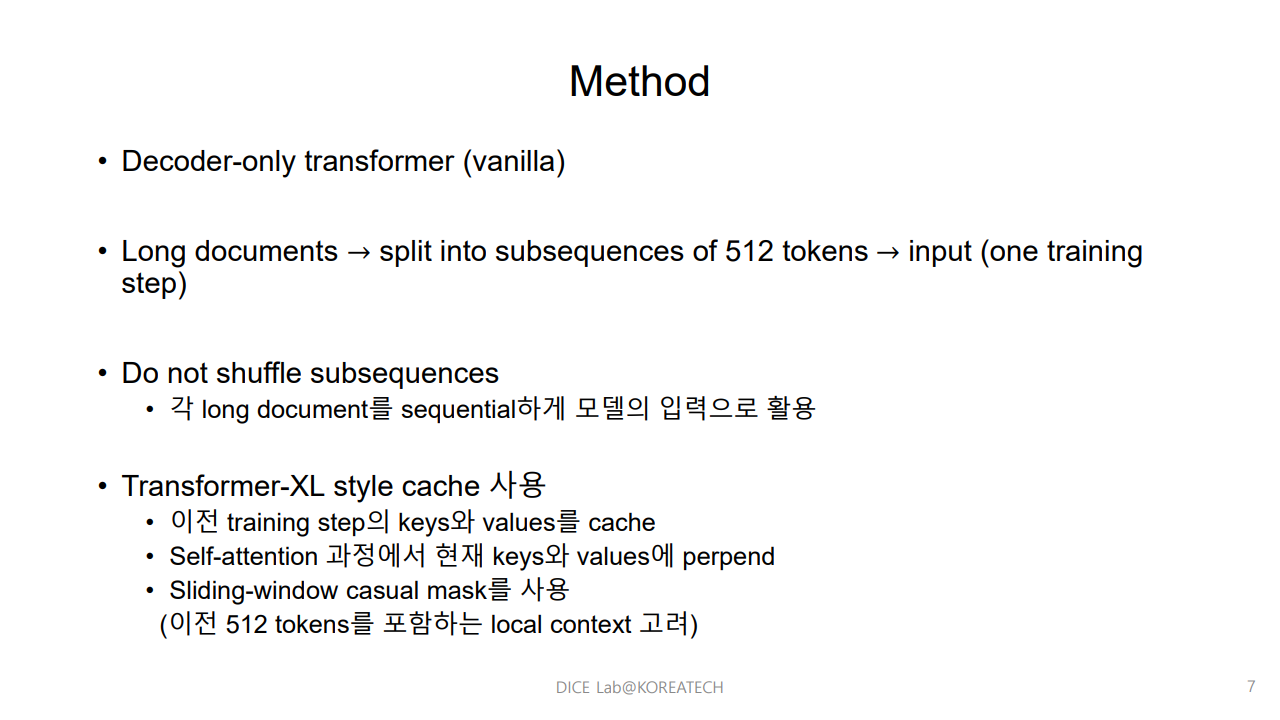 Method
• Decoder-only transformer (vanilla)
• Long documents → split into subsequences of 512 tokens → input (one training
step)
• Do not shuffle subsequences
• 각 long document를 sequential하게 모델의 입력으로 활용
• Transformer-XL style cache 사용
• 이전 training step의 keys와 values를 cache
• Self-attention 과정에서 현재 keys와 values에 perpend
• Sliding-window casual mask를 사용
(이전 512 tokens를 포함하는 local context 고려)
DICE Lab@KOREATECH
7